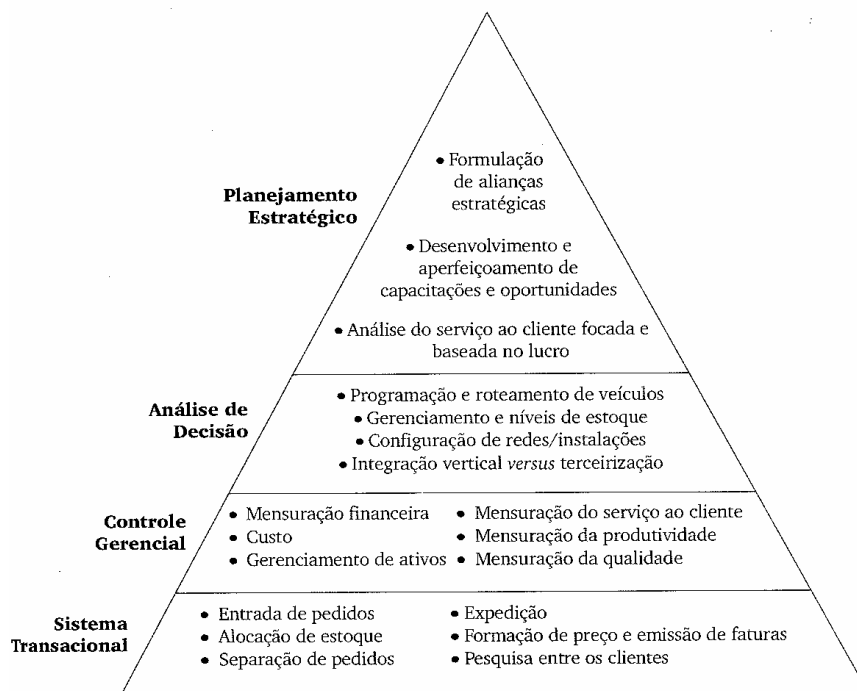 • Formulação
de alianças
estratégicas
Planejamento
Estratégico
• Desenvolvimento e
aperfeiçoamento de
capacitações e oportunidades
• Análise do serviço ao cliente focada e
baseada no lucro
Análise de
Decisão
• Programação e roteamento de veículos
• Gerenciamento e níveis de estoque
• Configuração de redes/instalações
• Integração vertical versus terceirização
Controle
Gerencial
• Mensuração financeira
• Custo
• Gerenciamento de ativos
• Mensuração do serviço ao cliente
• Mensuração da produtividade
• Mensuração da qualidade
Sistema
Transacional
• Entrada de pedidos
• Alocação de estoque
• Separação de pedidos
• Expedição
• Formação de preço e emissão de faturas
• Pesquisa entre os clientes